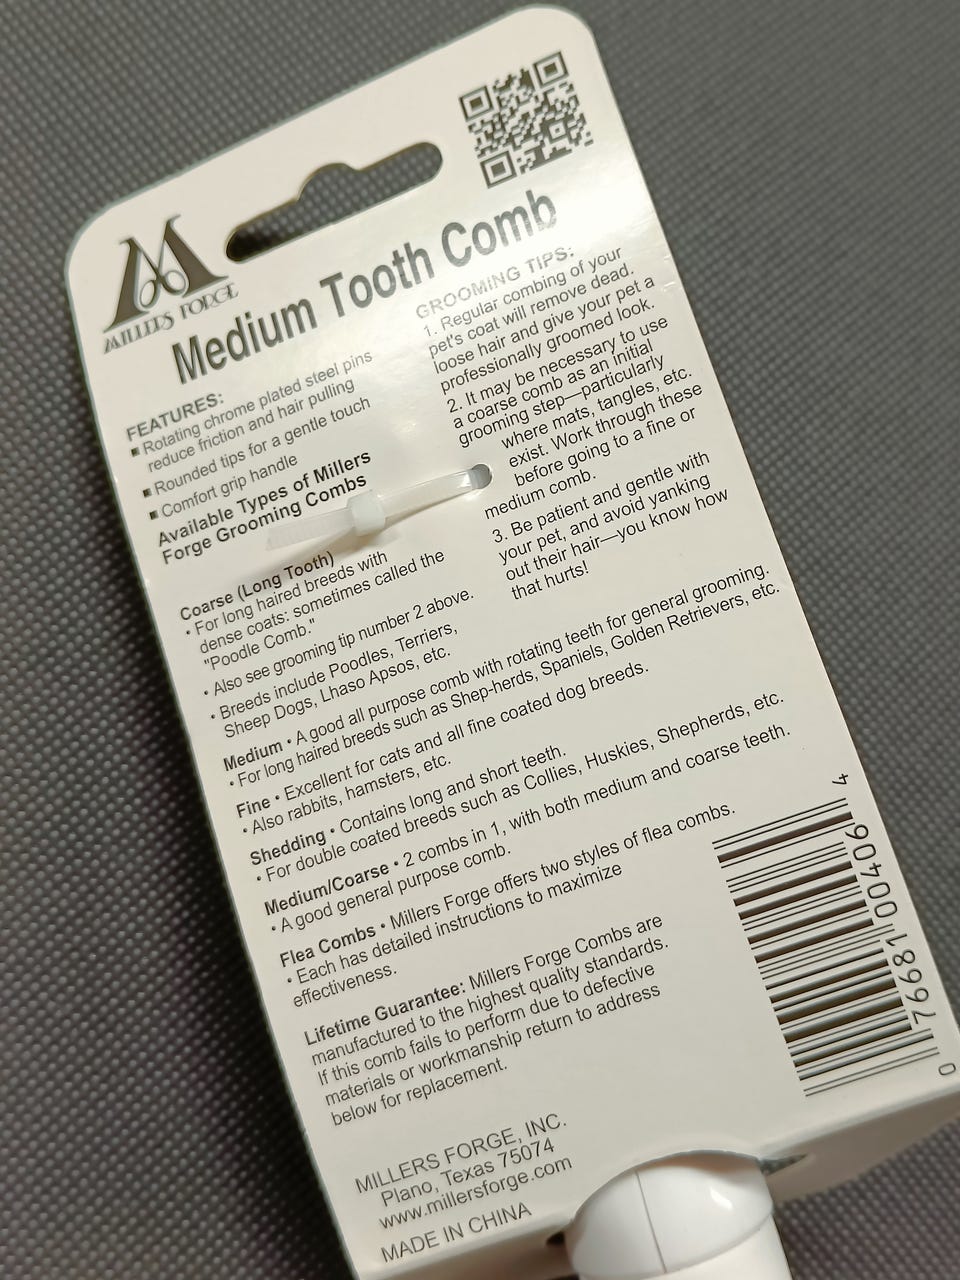 MILLERS FORGE
Medium Tooth Comb
FEATURES:
▪ Rotating chrome plated steel pins
reduce friction and hair pulling
▪ Rounded tips for a gentle touch
▪ Comfort grip handle
Available Types of Millers
Forge Grooming Combs
Coarse (Long Tooth)
• For long haired breeds with
dense coats: sometimes called the
"Poodle Comb."
• Also see grooming tip number 2 above.
• Breeds include Poodles, Terriers,
Sheep Dogs, Lhaso Apsos, etc.
GROOMING TIPS:
1. Regular combing of your
pet's coat will remove dead.
loose hair and give your pet a
professionally groomed look.
2. It may be necessary to use
a coarse comb as an initial
grooming step—particularly
where mats, tangles, etc.
exist. Work through these
before going to a fine or
medium comb.
3. Be patient and gentle with
your pet, and avoid yanking
out their hair—you know how
that hurts!
Medium • A good all purpose comb with rotating teeth for general grooming.
• For long haired breeds such as Shep-herds, Spaniels, Golden Retrievers, etc.
Fine • Excellent for cats and all fine coated dog breeds.
• Also rabbits, hamsters, etc.
Shedding • Contains long and short teeth.
• For double coated breeds such as Collies, Huskies, Shepherds, etc.
Medium/Coarse • 2 combs in 1, with both medium and coarse teeth.
• A good general purpose comb.
Flea Combs • Millers Forge offers two styles of flea combs.
• Each has detailed instructions to maximize
effectiveness.
Lifetime Guarantee: Millers Forge Combs are
manufactured to the highest quality standards.
If this comb fails to perform due to defective
materials or workmanship return to address
below for replacement.
MILLERS FORGE, INC.
Plano, Texas 75074
www.millersforge.com
MADE IN CHINA
0 76681 00406 4